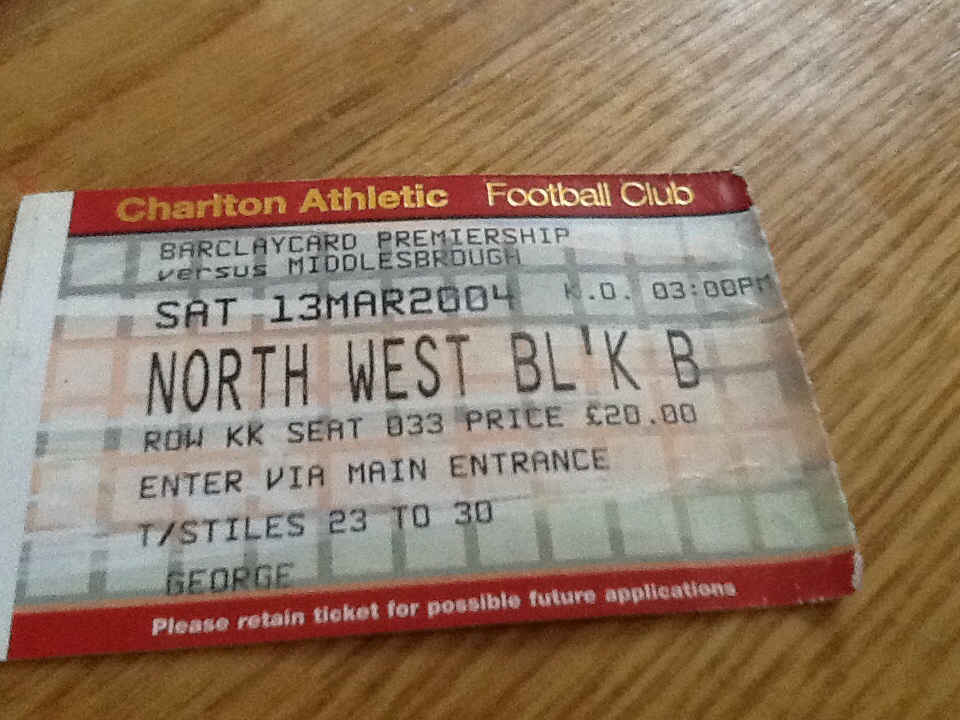 Charlton Athletic Football Club
BARCLAYCARD PREMIERSHIP
versus MIDDLESBROUGH
SAT 13MAR2004 K.O. 03:00PM
NORTH WEST BL'K B
ROW KK SEAT 033 PRICE £20.00
ENTER VIA MAIN ENTRANCE
T/STILES 23 TO 30
GEORGE
Please retain ticket for possible future applications